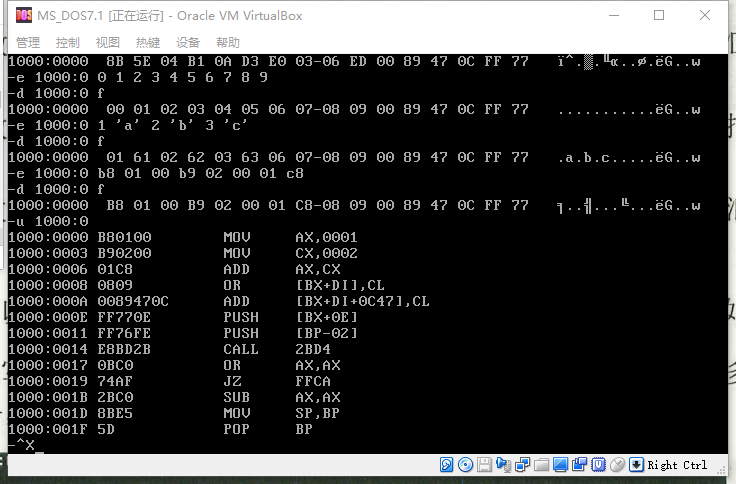 MS_DOS7.1 [正在运行] - Oracle VM VirtualBox
管理 控制 视图 热键 设备 帮助
1000:0000 8B 5E 04 B1 0A D3 E0 03-06 ED 00 89 47 0C FF 77 ï^.▒.╙α..ø.ëG..w
-e 1000:0 0 1 2 3 4 5 6 7 8 9
-d 1000:0 f
1000:0000 00 01 02 03 04 05 06 07-08 09 00 89 47 0C FF 77 ...........ëG..w
-e 1000:0 1 'a' 2 'b' 3 'c'
-d 1000:0 f
1000:0000 01 61 02 62 03 63 06 07-08 09 00 89 47 0C FF 77 .a.b.c.....ëG..w
-e 1000:0 b8 01 00 b9 02 00 01 c8
-d 1000:0 f
1000:0000 B8 01 00 B9 02 00 01 C8-08 09 00 89 47 0C FF 77 ╕..╣...╚...ëG..w
-u 1000:0
1000:0000 B80100 MOV AX,0001
1000:0003 B90200 MOV CX,0002
1000:0006 01C8 ADD AX,CX
1000:0008 0809 OR [BX+DI],CL
1000:000A 0089470C ADD [BX+DI+0C47],CL
1000:000E FF770E PUSH [BX+0E]
1000:0011 FF76FE PUSH [BP-02]
1000:0014 E8BD2B CALL 2BD4
1000:0017 0BC0 OR AX,AX
1000:0019 74AF JZ FFCA
1000:001B 2BC0 SUB AX,AX
1000:001D 8BE5 MOV SP,BP
1000:001F 5D POP BP
-^X_
Right Ctrl